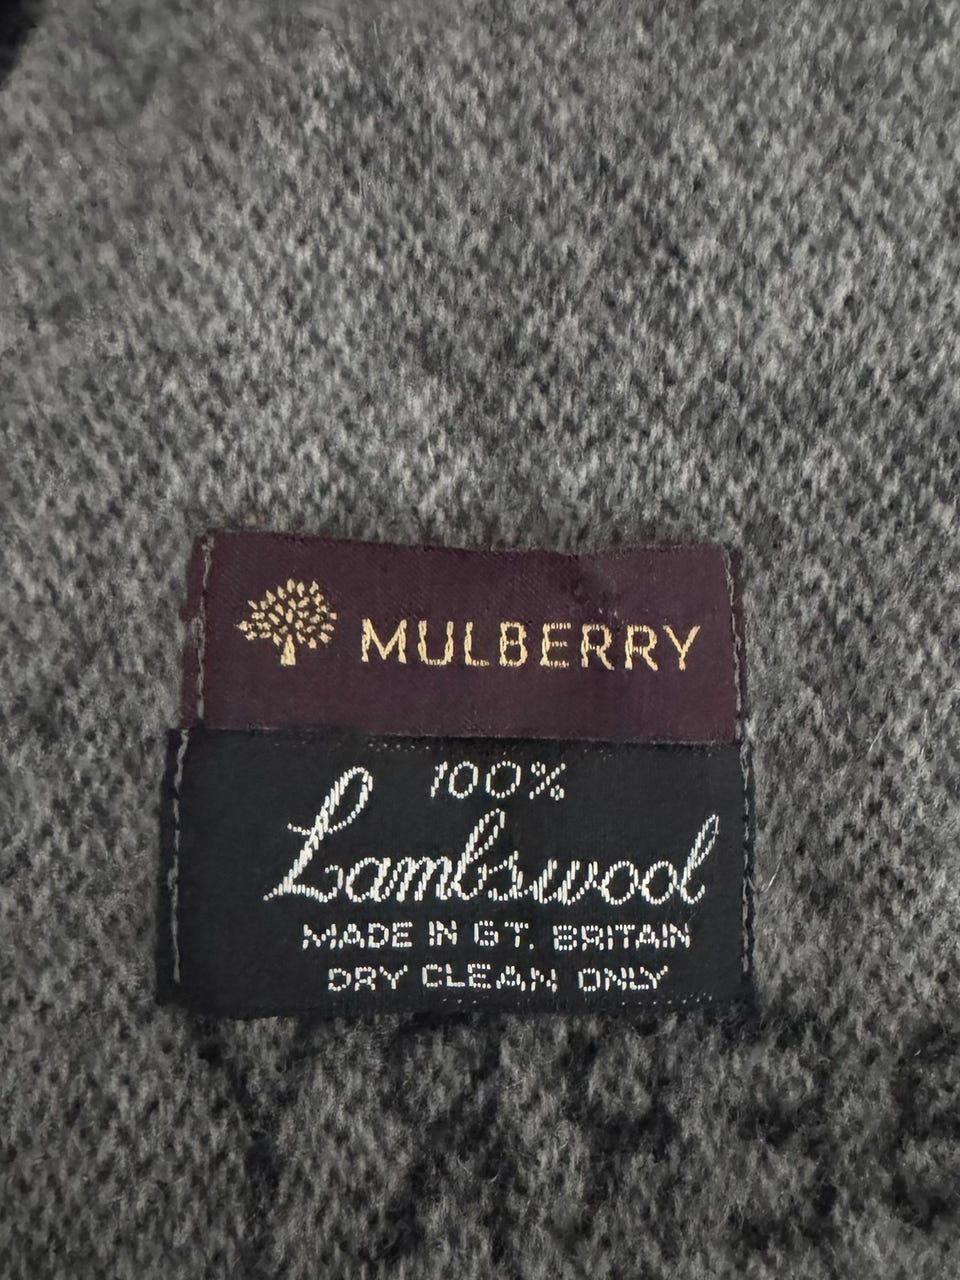 MULBERRY
100%
Lambswool
MADE IN GT. BRITAIN
DRY CLEAN ONLY